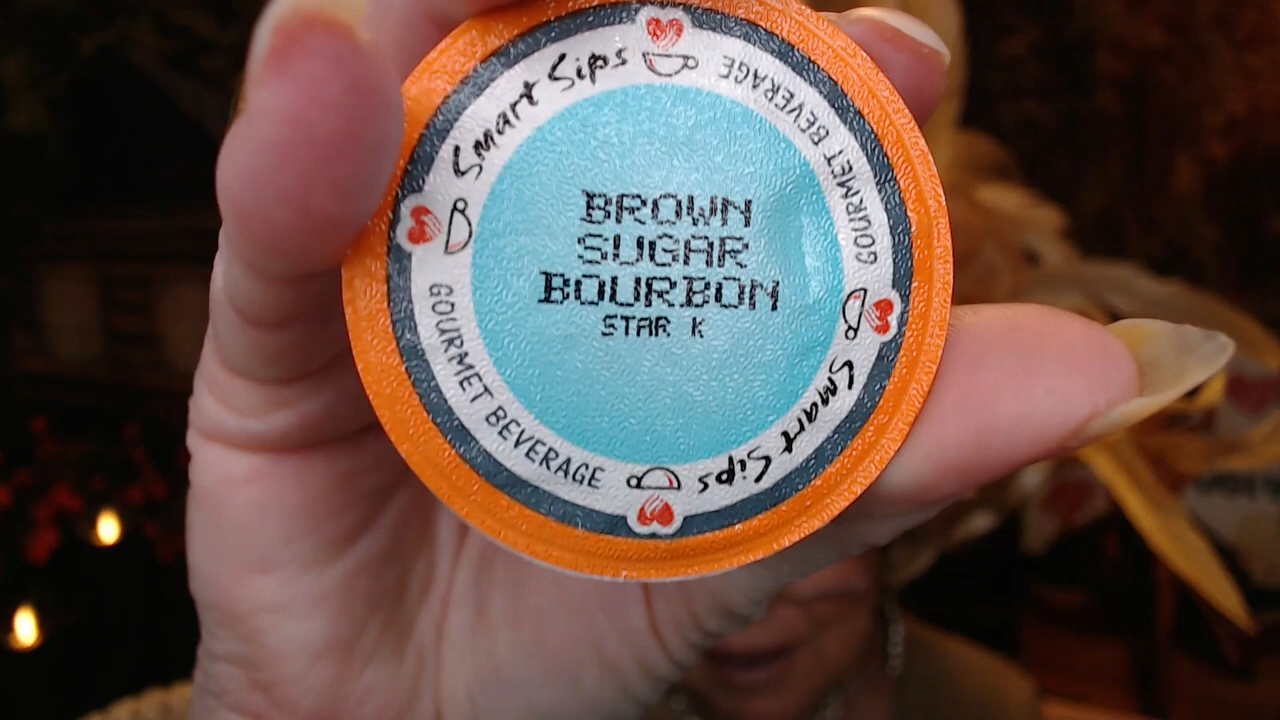 Smart Sips
GOURMET BEVERAGE
BROWN
SUGAR
BOURBON
STAR K
GOURMET BEVERAGE
Smart Sips